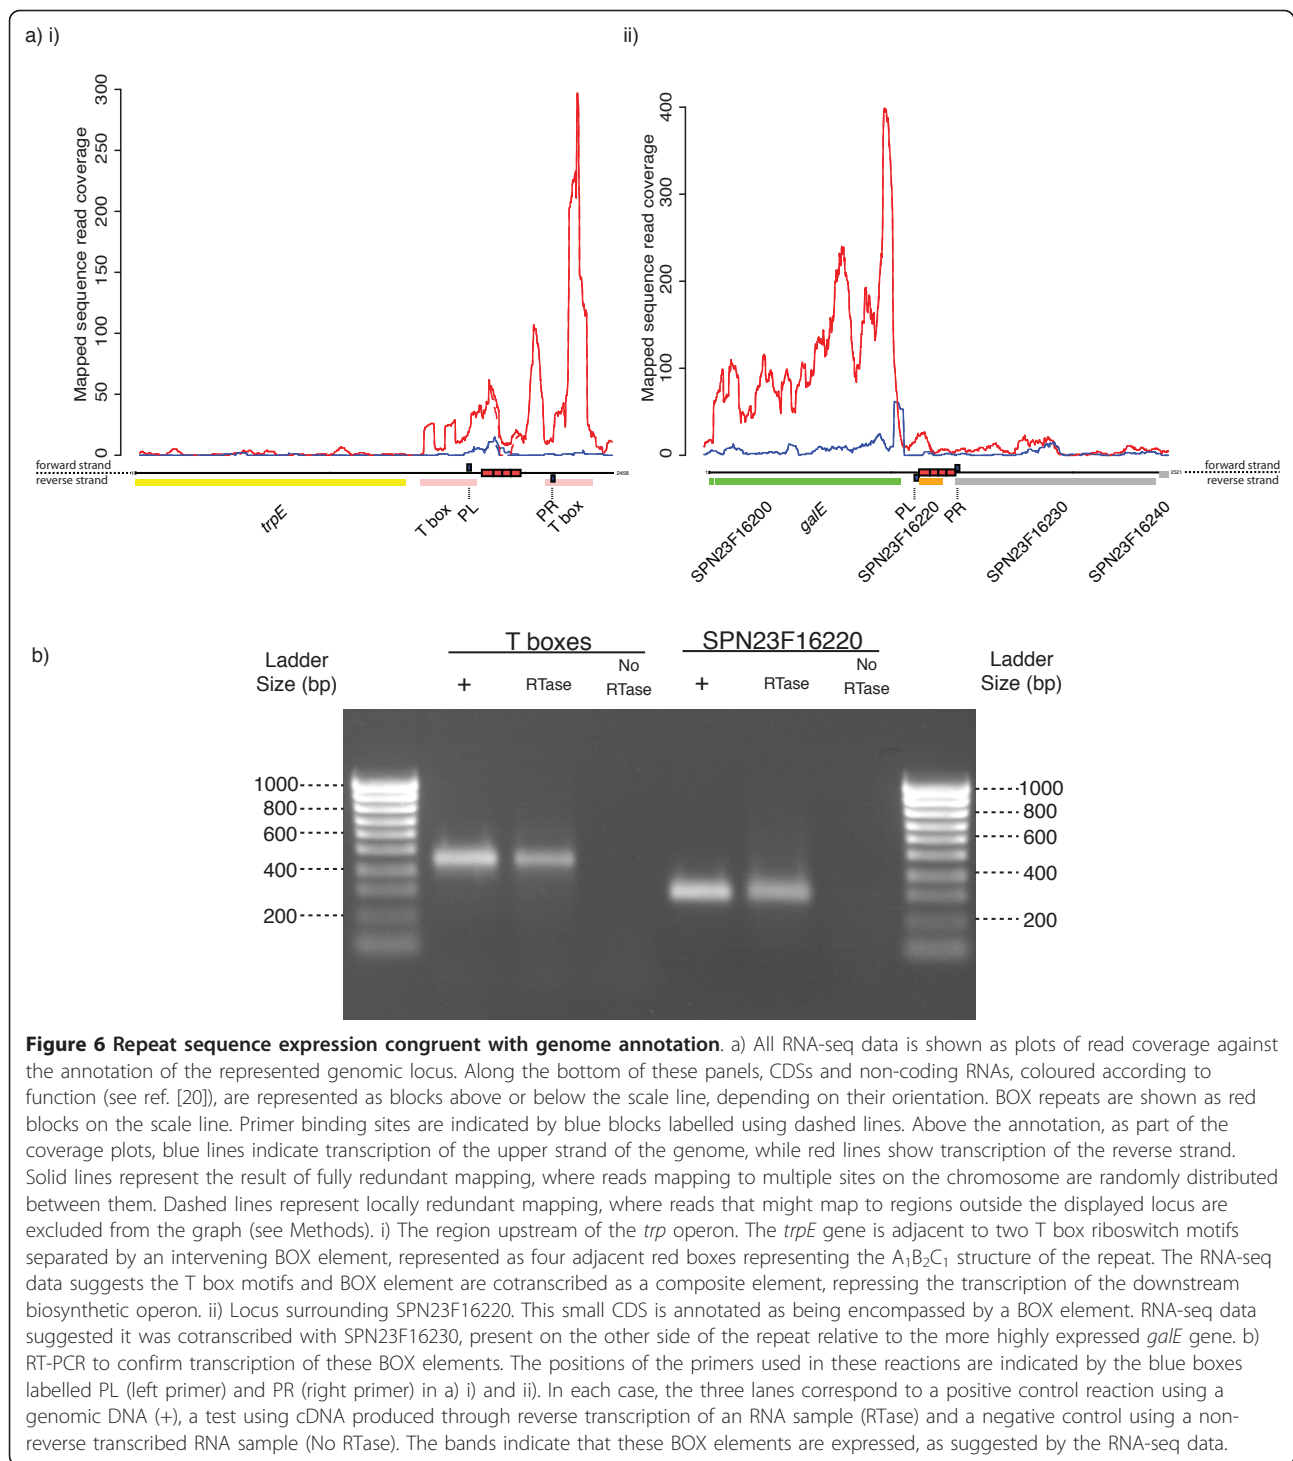 a) i)
ii)
Mapped sequence read coverage
300
250
200
150
100
50
0
Mapped sequence read coverage
400
300
200
100
0
forward strand
reverse strand
2458
trpE
T box
PL
PR
T box
1
2521
forward strand
reverse strand
SPN23F16200
galE
PL
SPN23F16220
PR
SPN23F16230
SPN23F16240
b)
Ladder
Size (bp)
T boxes
+
RTase
No
RTase
SPN23F16220
+
RTase
No
RTase
Ladder
Size (bp)
1000
800
600
400
200
1000
800
600
400
200
Figure 6 Repeat sequence expression congruent with genome annotation. a) All RNA-seq data is shown as plots of read coverage against
the annotation of the represented genomic locus. Along the bottom of these panels, CDSs and non-coding RNAs, coloured according to
function (see ref. [20]), are represented as blocks above or below the scale line, depending on their orientation. BOX repeats are shown as red
blocks on the scale line. Primer binding sites are indicated by blue blocks labelled using dashed lines. Above the annotation, as part of the
coverage plots, blue lines indicate transcription of the upper strand of the genome, while red lines show transcription of the reverse strand.
Solid lines represent the result of fully redundant mapping, where reads mapping to multiple sites on the chromosome are randomly distributed
between them. Dashed lines represent locally redundant mapping, where reads that might map to regions outside the displayed locus are
excluded from the graph (see Methods). i) The region upstream of the trp operon. The trpE gene is adjacent to two T box riboswitch motifs
separated by an intervening BOX element, represented as four adjacent red boxes representing the A₁B₂C₁ structure of the repeat. The RNA-seq
data suggests the T box motifs and BOX element are cotranscribed as a composite element, repressing the transcription of the downstream
biosynthetic operon. ii) Locus surrounding SPN23F16220. This small CDS is annotated as being encompassed by a BOX element. RNA-seq data
suggested it was cotranscribed with SPN23F16230, present on the other side of the repeat relative to the more highly expressed galE gene. b)
RT-PCR to confirm transcription of these BOX elements. The positions of the primers used in these reactions are indicated by the blue boxes
labelled PL (left primer) and PR (right primer) in a) i) and ii). In each case, the three lanes correspond to a positive control reaction using a
genomic DNA (+), a test using cDNA produced through reverse transcription of an RNA sample (RTase) and a negative control using a non-
reverse transcribed RNA sample (No RTase). The bands indicate that these BOX elements are expressed, as suggested by the RNA-seq data.